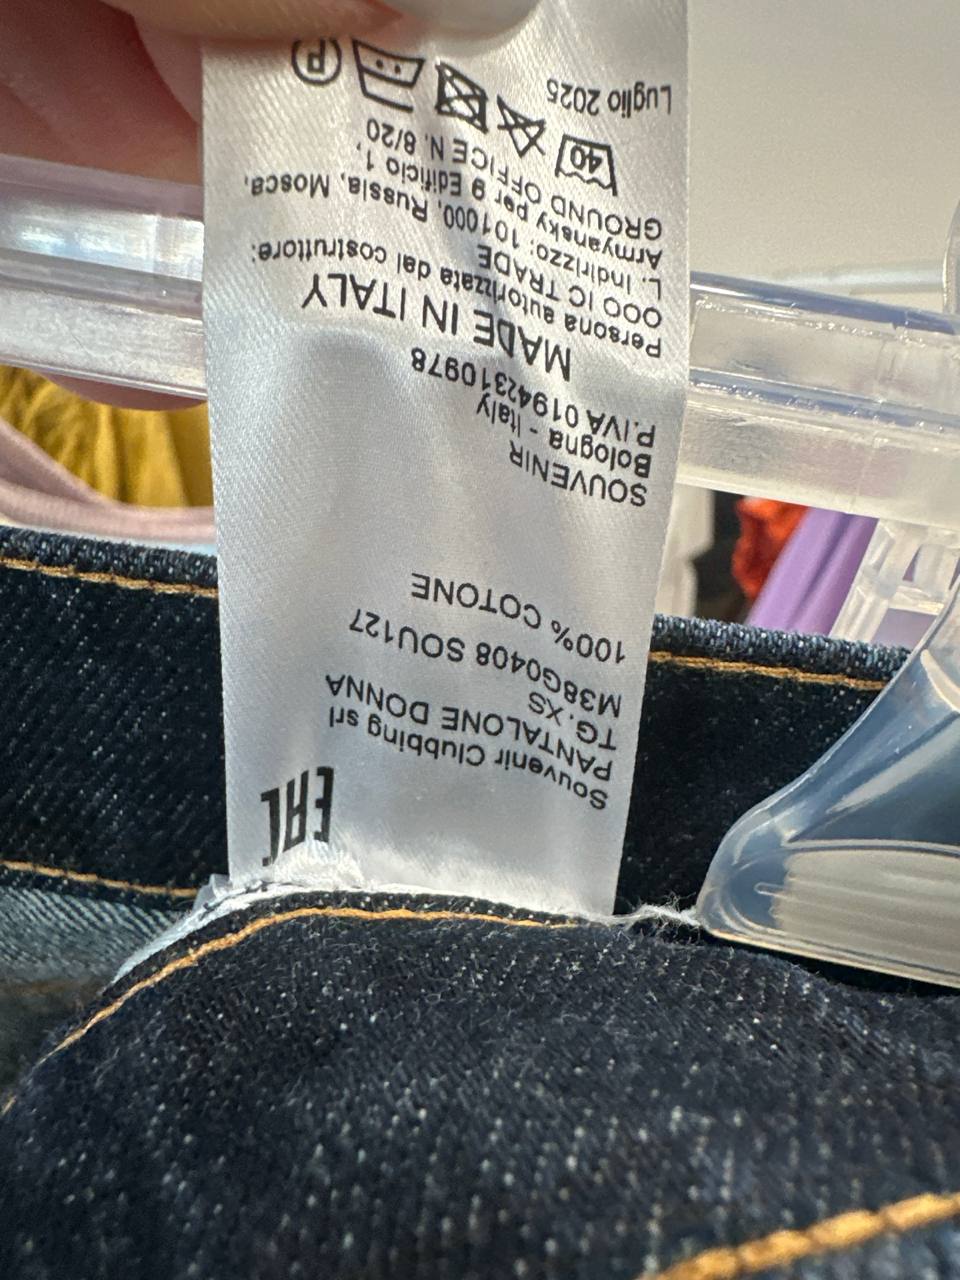 EAC
Souvenir Clubbing srl
PANTALONE DONNA
TG.XS
M38G0408 SOU127
100% COTONE
SOUVENIR
Bologna - Italy
P.IVA 01942310978
MADE IN ITALY
Persona autorizzata dal costruttore:
OOO IC TRADE
L. Indirizzo: 101000, Russia, Mosca,
Armyansky per 9 Edificio 1,
GROUND OFFICE N. 8/20
40
P
Luglio 2025